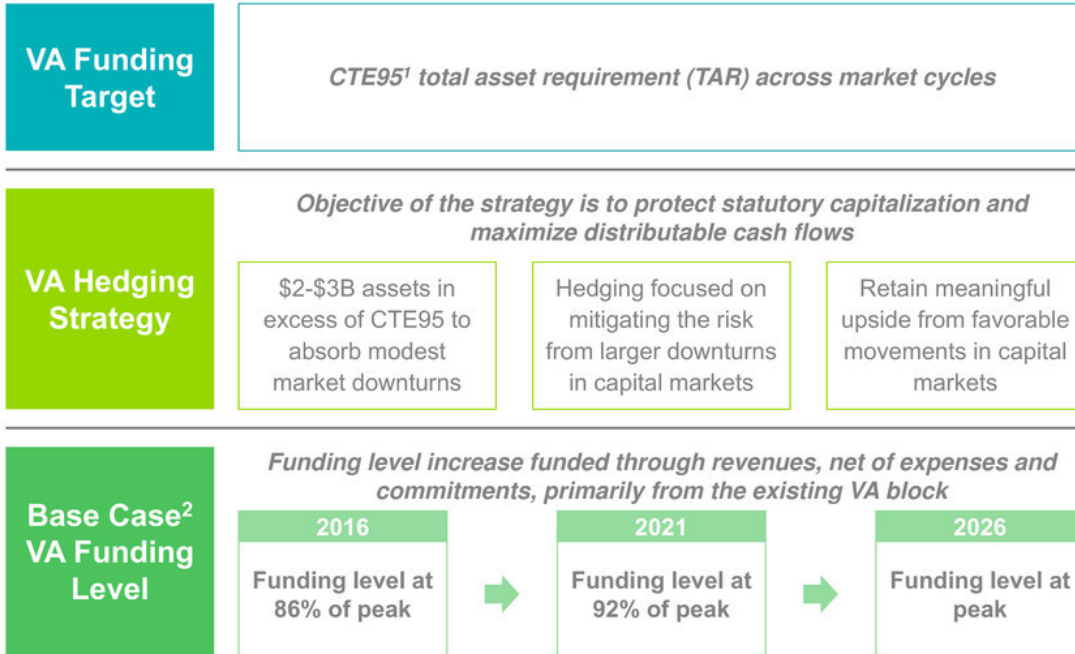 VA Funding
Target
CTE95¹ total asset requirement (TAR) across market cycles
VA Hedging
Strategy
Objective of the strategy is to protect statutory capitalization and
maximize distributable cash flows
$2-$3B assets in
excess of CTE95 to
absorb modest
market downturns
Hedging focused on
mitigating the risk
from larger downturns
in capital markets
Retain meaningful
upside from favorable
movements in capital
markets
Base Case²
VA Funding
Level
Funding level increase funded through revenues, net of expenses and
commitments, primarily from the existing VA block
2016
Funding level at
86% of peak
2021
Funding level at
92% of peak
2026
Funding level at
peak